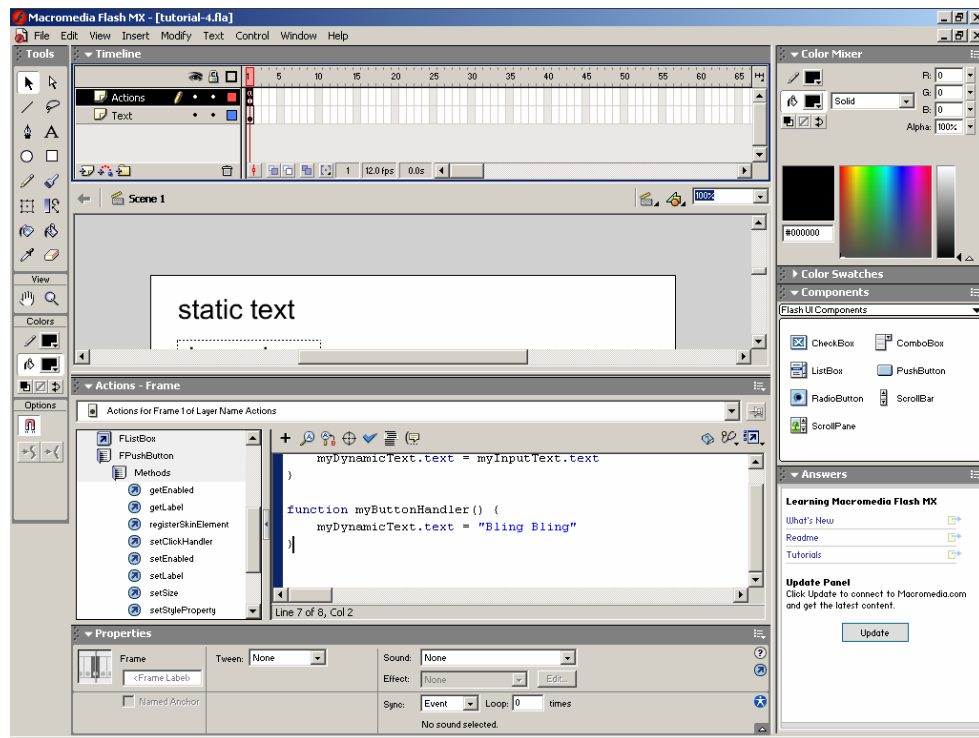 Macromedia Flash MX - [tutorial-4.fla]
File Edit View Insert Modify Text Control Window Help
Tools
Timeline
1 5 10 15 20 25 30 35 40 45 50 55 60 65
Actions
Text
1 12.0 fps 0.0s
Scene 1
100%
View
Colors
Options
static text
Actions - Frame
Actions for Frame 1 of Layer Name Actions
FListBox
FPushButton
Methods
getEnabled
getLabel
registerSkinElement
setClickHandler
setEnabled
setLabel
setSize
setStyleProperty
myDynamicText.text = myInputText.text
}
function myButtonHandler() {
myDynamicText.text = "Bling Bling"
}
Line 7 of 8, Col 2
Properties
Frame
<Frame Label>
Named Anchor
Tween: None
Sound: None
Effect: None Edit...
Sync: Event Loop: 0 times
No sound selected.
Color Mixer
R: 0
G: 0
Solid
B: 0
Alpha: 100%
#000000
Color Swatches
Components
Flash UI Components
CheckBox ComboBox
ListBox PushButton
RadioButton ScrollBar
ScrollPane
Answers
Learning Macromedia Flash MX
What's New
Readme
Tutorials
Update Panel
Click Update to connect to Macromedia.com
and get the latest content.
Update